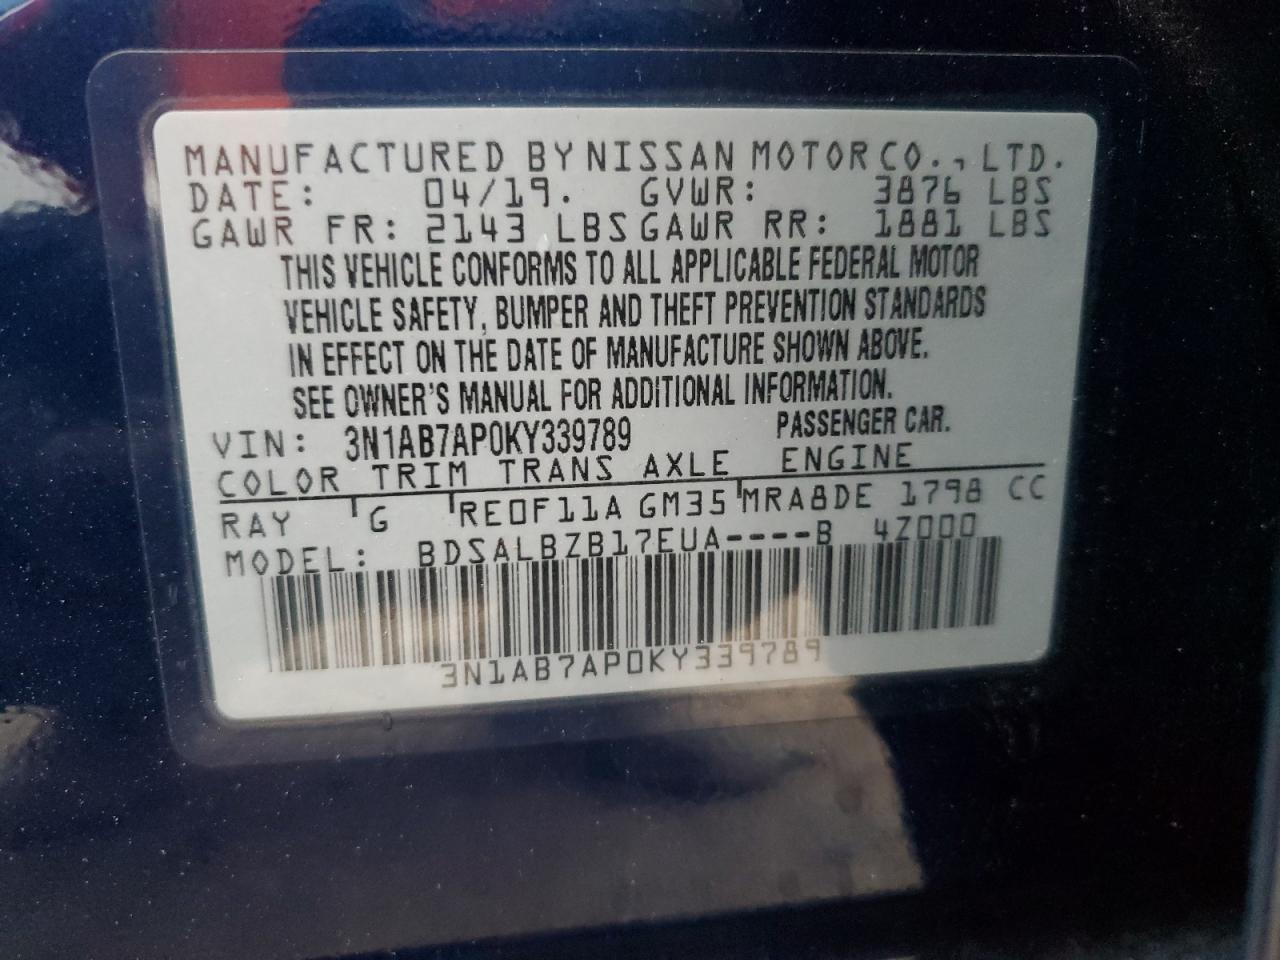 MANUFACTURED BY NISSAN MOTOR CO., LTD.
DATE: 04/19. GVWR: 3876 LBS
GAWR FR: 2143 LBS GAWR RR: 1881 LBS
THIS VEHICLE CONFORMS TO ALL APPLICABLE FEDERAL MOTOR
VEHICLE SAFETY, BUMPER AND THEFT PREVENTION STANDARDS
IN EFFECT ON THE DATE OF MANUFACTURE SHOWN ABOVE.
SEE OWNER'S MANUAL FOR ADDITIONAL INFORMATION.
VIN: 3N1AB7AP0KY339789 PASSENGER CAR.
COLOR TRIM TRANS AXLE ENGINE
RAY G RE0F11A GM35 MRA8DE 1798 CC
MODEL: BDSALBZB17EUA----B 4Z000
3N1AB7AP0KY339789